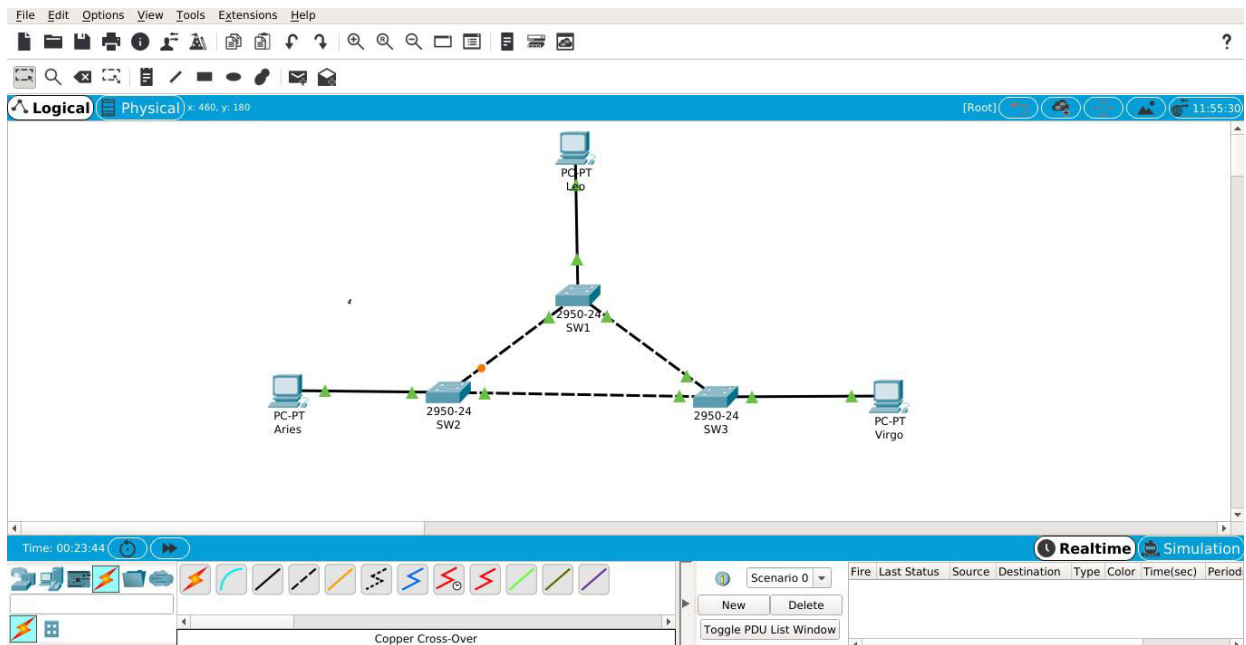 File Edit Options View Tools Extensions Help
?
Logical Physical x: 460, y: 180 [Root] 11:55:30
PC-PT
Leo
2950-24
SW1
PC-PT
Aries
2950-24
SW2
2950-24
SW3
PC-PT
Virgo
Time: 00:23:44 Realtime Simulation
Scenario 0
Fire Last Status Source Destination Type Color Time(sec) Period
New Delete
Toggle PDU List Window
Copper Cross-Over